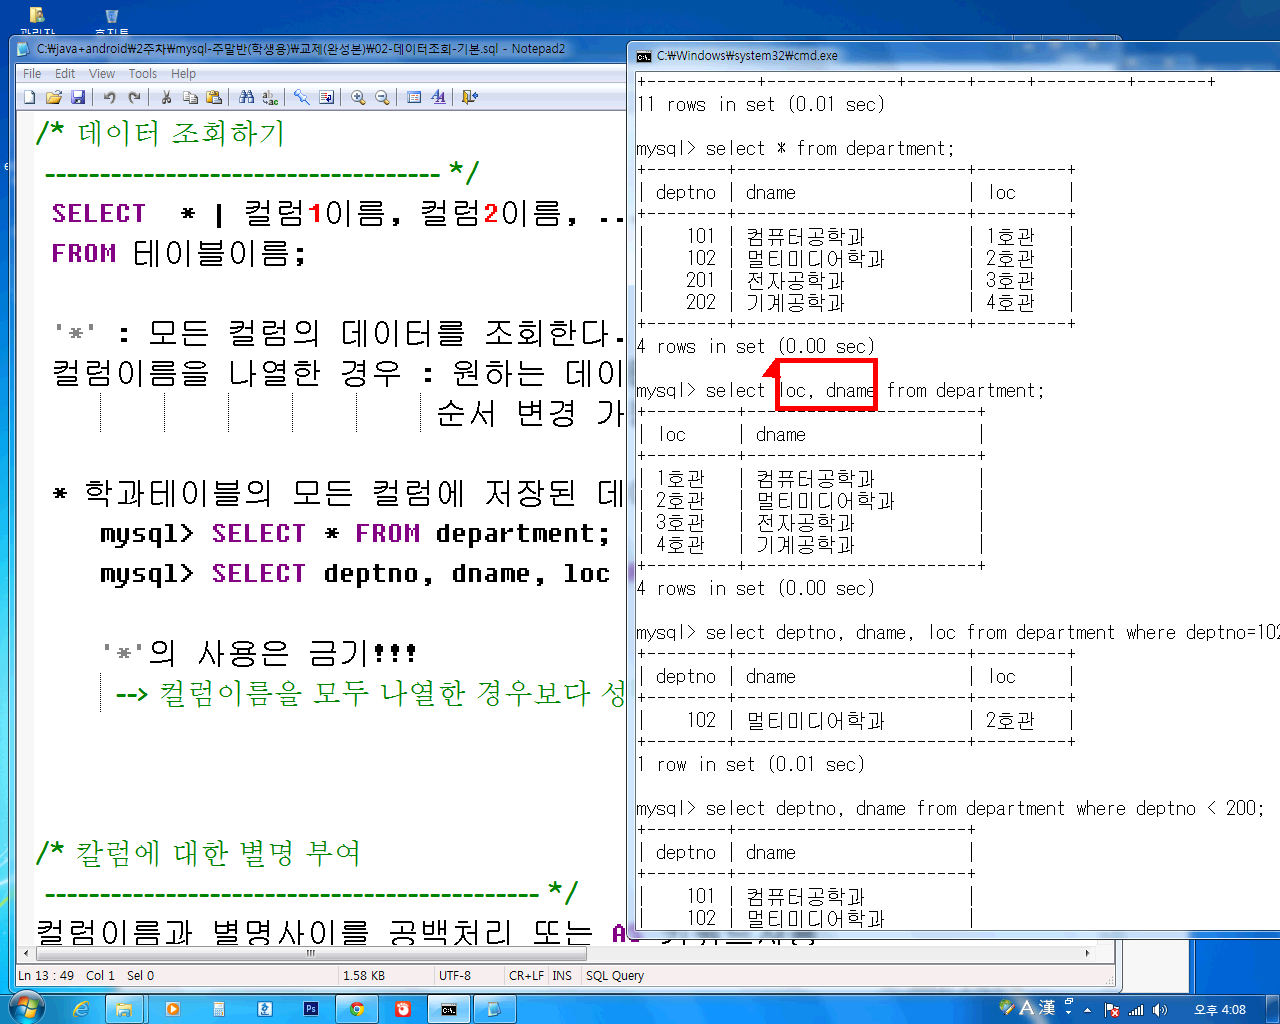 관리자
휴지통
C:₩java+android₩2주차₩mysql-주말반(학생용)₩교제(완성본)₩02-데이터조회-기본.sql - Notepad2
File Edit View Tools Help
/* 데이터 조회하기
------------------------------------ */
SELECT * | 컬럼1이름, 컬럼2이름, ..
FROM 테이블이름;
'*' : 모든 컬럼의 데이터를 조회한다.
컬럼이름을 나열한 경우 : 원하는 데이
순서 변경 가
* 학과테이블의 모든 컬럼에 저장된 데
mysql> SELECT * FROM department;
mysql> SELECT deptno, dname, loc
'*'의 사용은 금기!!!
--> 컬럼이름을 모두 나열한 경우보다 성
/* 칼럼에 대한 별명 부여
--------------------------------------------- */
컬럼이름과 별명사이를 공백처리 또는
Ln 13 : 49 Col 1 Sel 0 1.58 KB UTF-8 CR+LF INS SQL Query
C:₩Windows₩system32₩cmd.exe
+-----------+--------------+-------+-----+---------+-------+
11 rows in set (0.01 sec)
mysql> select * from department;
+--------+-----------------------+---------+
| deptno | dname | loc |
+--------+-----------------------+---------+
| 101 |컴퓨터공학과 | 1호관 |
| 102 | 멀티미디어학과 | 2호관 |
| 201 | 전자공학과 | 3호관 |
| 202 | 기계공학과 | 4호관 |
+--------+-----------------------+---------+
4 rows in set (0.00 sec)
mysql> select loc, dname from department;
+---------+-----------------------+
| loc | dname |
+---------+-----------------------+
| 1호관 | 컴퓨터공학과 |
| 2호관 | 멀티미디어학과 |
| 3호관 | 전자공학과 |
| 4호관 | 기계공학과 |
+---------+-----------------------+
4 rows in set (0.00 sec)
mysql> select deptno, dname, loc from department where deptno=102
+--------+-----------------------+---------+
| deptno | dname | loc |
+--------+-----------------------+---------+
| 102 | 멀티미디어학과 | 2호관 |
+--------+-----------------------+---------+
1 row in set (0.01 sec)
mysql> select deptno, dname from department where deptno < 200;
+--------+-----------------------+
| deptno | dname |
+--------+-----------------------+
| 101 | 컴퓨터공학과 |
| 102 | 멀티미디어학과 |
Ps
A 漢
오후 4:08